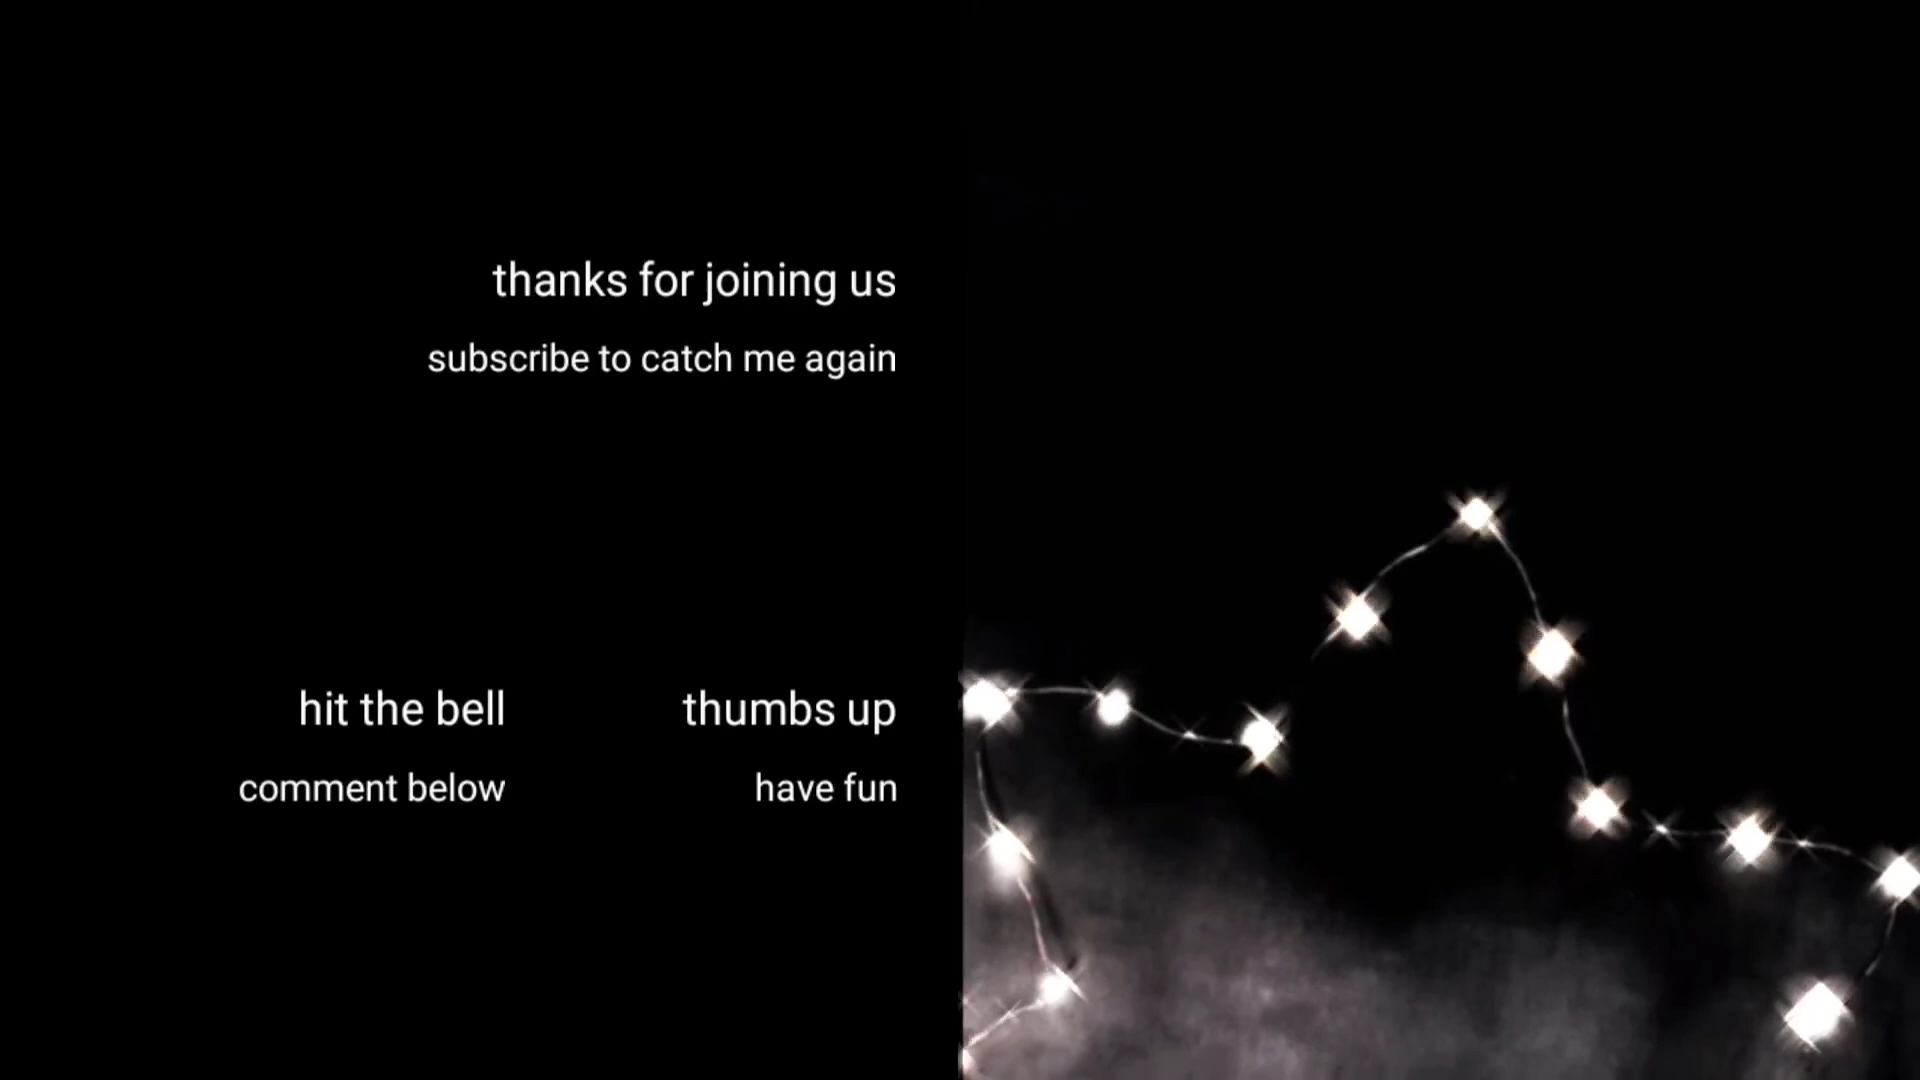 thanks for joining us
subscribe to catch me again
hit the bell
comment below
thumbs up
have fun